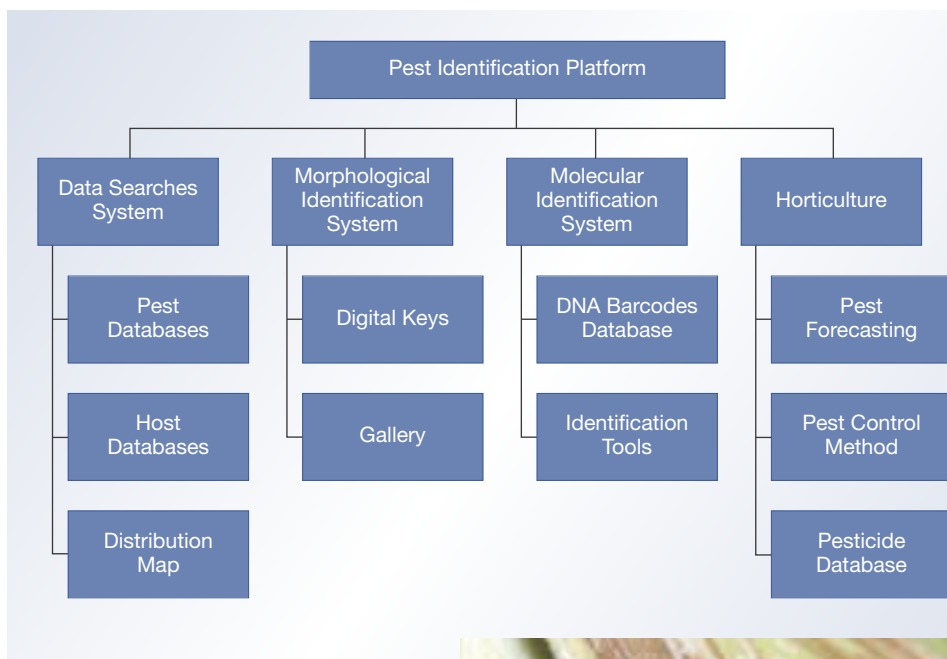 Pest Identification Platform
Data Searches
System
Morphological
Identification
System
Molecular
Identification
System
Horticulture
Pest
Databases
Digital Keys
DNA Barcodes
Database
Pest
Forecasting
Host
Databases
Gallery
Identification
Tools
Pest Control
Method
Distribution
Map
Pesticide
Database